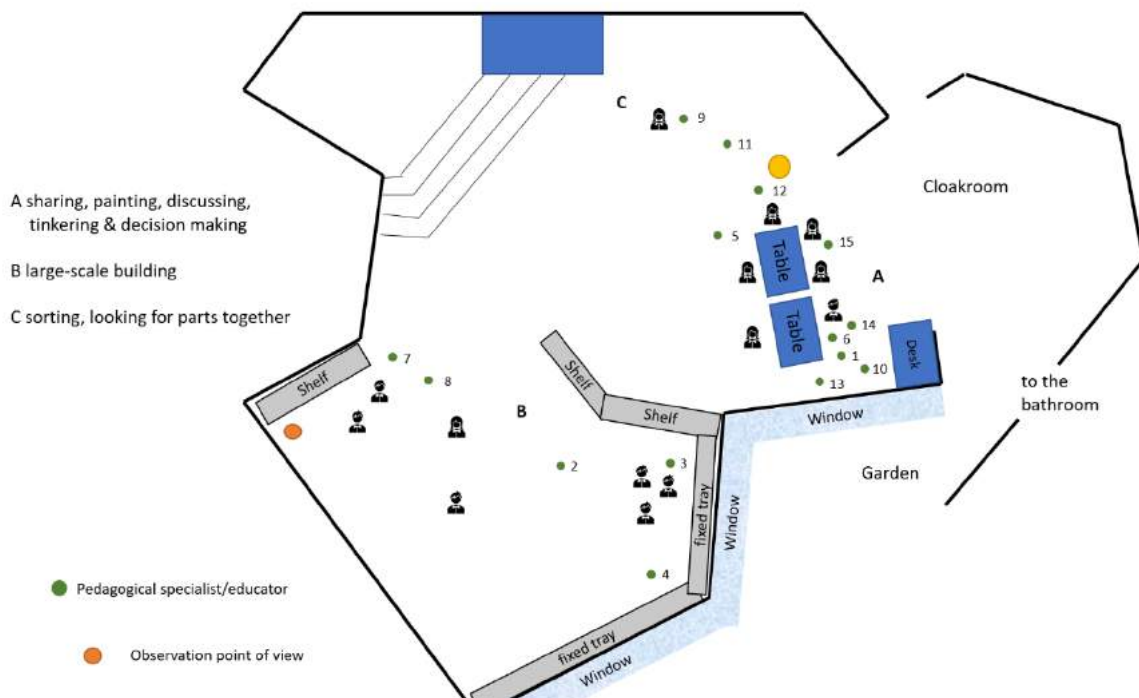 C
9
11
12
5
15
A
Table
Table
14
6
1
10
13
Desk
Cloakroom
to the
bathroom
A sharing, painting, discussing,
tinkering & decision making
B large-scale building
C sorting, looking for parts together
Shelf
7
8
B
Shelf
Shelf
2
3
4
fixed tray
fixed tray
Window
Window
Window
Garden
Pedagogical specialist/educator
Observation point of view